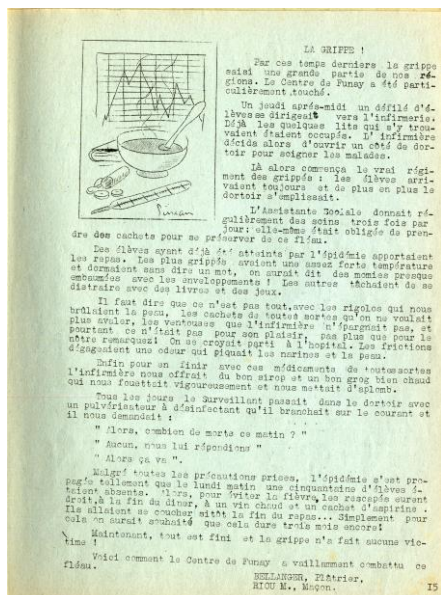 LA GRIPPE !
Par ces temps derniers la grippe
saisi une grande partie de nos ré-
gions. Le Centre de Funay a été parti-
culièrement touché.
Un jeudi après-midi un défilé d'é-
lèves se dirigeait vers l'infirmerie.
Déjà les quelques lits qui s'y trou-
vaient étaient occupés. L'infirmière
décida alors d'ouvrir un côté de dor-
toir pour soigner les malades.
Là alors commença le vrai régi-
ment des grippés : les élèves arri-
vaient toujours et de plus en plus le
dortoir s'emplissait.
L'Assistante Sociale donnait ré-
gulièrement des soins trois fois par
jour: elle-même était obligée de pren-
dre des cachets pour se préserver de ce fléau.
Des élèves ayant déjà été atteints par l'épidémie apportaient
les repas. Les plus grippés avaient une assez forte température
et dormaient sans dire un mot, on aurait dit des momies presque
embaumées avec les enveloppements ! Les autres tâchaient de se
distraire avec des livres et des jeux.
Il faut dire que ce n'est pas tout,avec les rigolos qui nous
brûlaient la peau, les cachets de toutes sortes qu'on ne voulait
plus avaler, les ventouses que l'infirmière n'épargnait pas, et
pourtant ce n'était pas pour son plaisir, pas plus que pour le
nôtre remarquez! On se croyait parti à l'hopital. Les frictions
dégageaient une odeur qui piquait les narines et la peau.
Enfin pour en finir avec ces médicaments de toutes sortes
l'infirmière nous offrait du bon sirop et un bon grog bien chaud
qui nous fouettait vigoureusement et nous mettait d'aplomb.
Tous les jours le Surveillant passait dans le dortoir avec
un pulvérisateur à désinfectant qu'il branchait sur le courant et
il nous demandait :
" Alors, combien de morts ce matin ? "
" Aucun, nous lui répondions "
" Alors ça va ".
Malgré toutes les précautions prises, l'épidémie s'est pro-
pagée tellement que le lundi matin une cinquantaine d'élèves é-
taient absents. Alors, pour éviter la fièvre, les rescapés eurent
droit,à la fin du dîner, à un vin chaud et un cachet d'aspirine .
Ils allaient se coucher sitôt la fin du repas... Simplement pour
cela on aurait souhaité que cela dure trois mois encore!
Maintenant, tout est fini et la grippe n'a fait aucune vic-
time !
Voici comment le Centre de Funay a vaillamment combattu ce
fléau.
BELLANGER, Plâtrier,
RIOU M., Maçon.
15